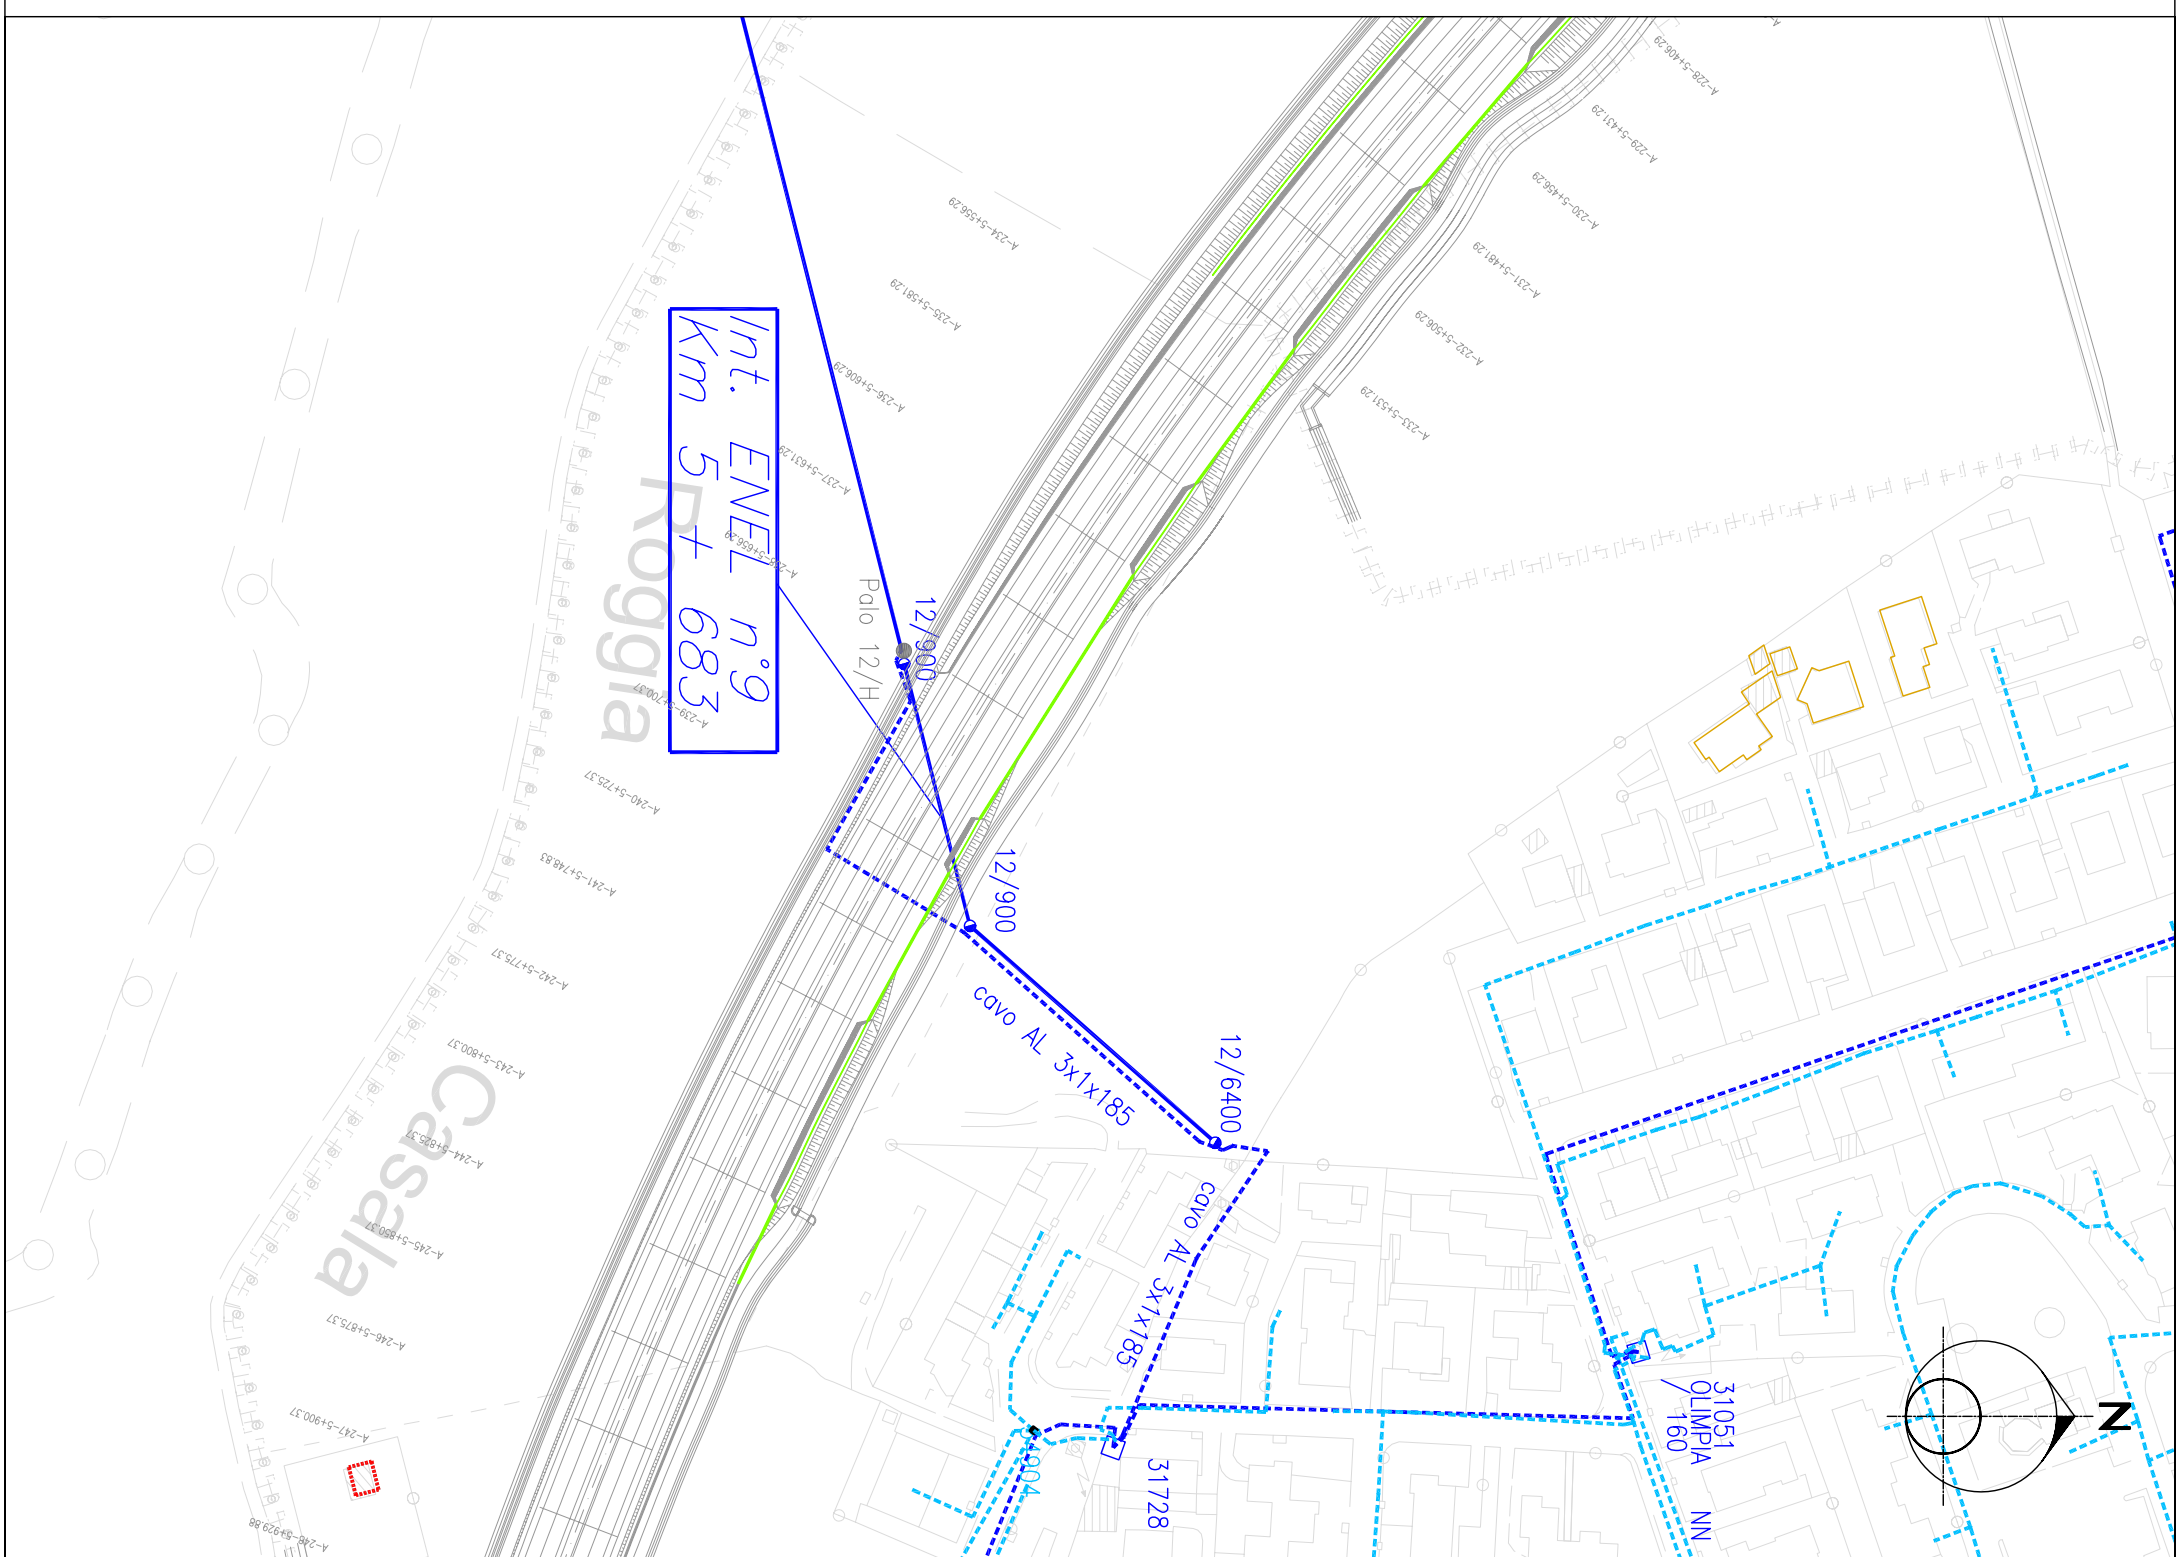 Int. ENEL n°9
Km 5+ 683
12/900
Palo 12/H
12/900
cavo AL 3x1x185
12/6400
cavo AL 3x1x185
31728
31051
OLIMPIA NN
/ 160
N
Roggia
Casala
A-228-5+406.29
A-229-5+431.29
A-230-5+456.29
A-231-5+481.29
A-232-5+506.29
A-233-5+531.29
A-234-5+556.29
A-235-5+581.29
A-236-5+606.29
A-237-5+631.29
A-238-5+656.29
A-239-5+700.37
A-240-5+725.37
A-241-5+748.83
A-242-5+775.37
A-243-5+800.37
A-244-5+825.37
A-245-5+850.37
A-246-5+875.37
A-247-5+900.37
A-248-5+929.88